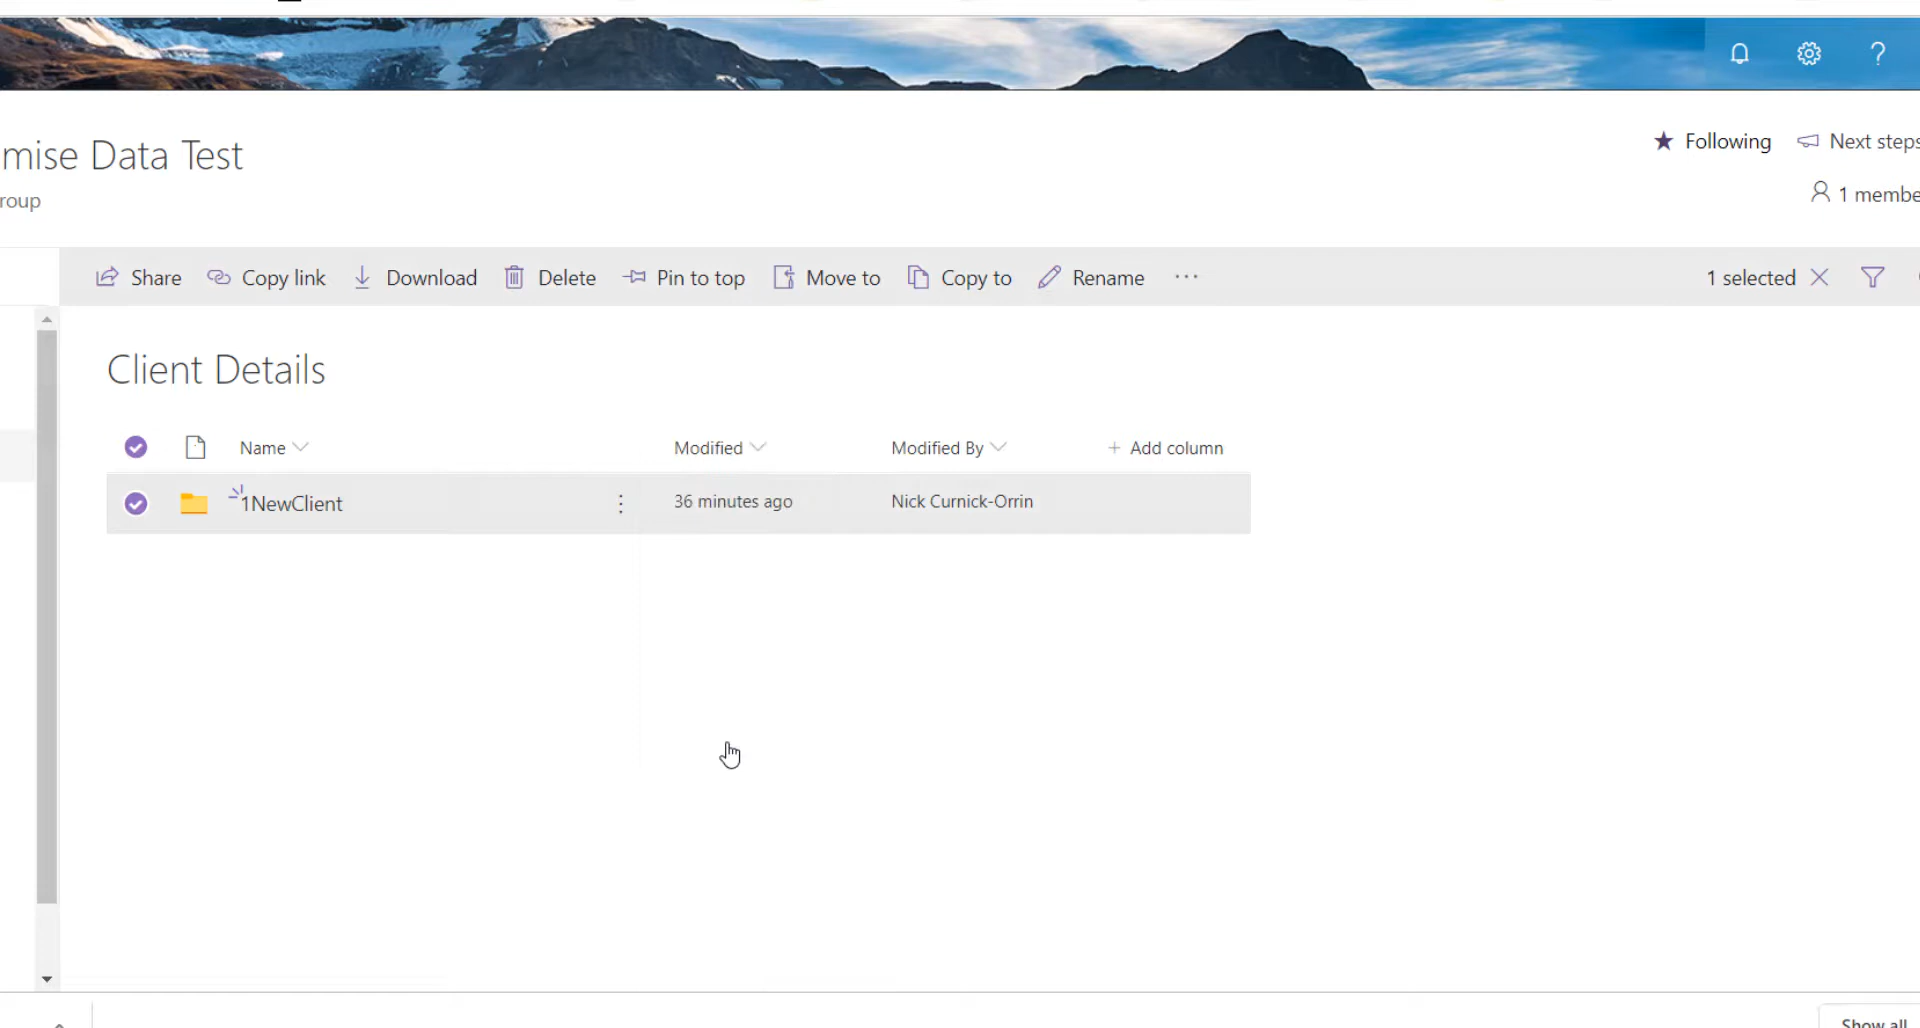 mise Data Test
Following
Next steps
roup
1 membe
Share
Copy link
Download
Delete
Pin to top
Move to
Copy to
Rename
1 selected
Client Details
Name
Modified
Modified By
Add column
1NewClient
36 minutes ago
Nick Curnick-Orrin
Show all